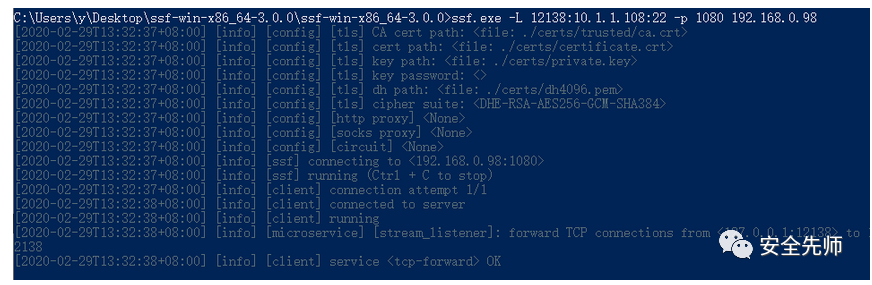 C:\Users\y\Desktop\ssf-win-x86_64-3.0.0\ssf-win-x86_64-3.0.0>ssf.exe -L 12138:10.1.1.108:22 -p 1080 192.168.0.98
[2020-02-29T13:32:37+08:00] [info] [config] [tls] CA cert path: <file: ./certs/trusted/ca.crt>
[2020-02-29T13:32:37+08:00] [info] [config] [tls] cert path: <file: ./certs/certificate.crt>
[2020-02-29T13:32:37+08:00] [info] [config] [tls] key path: <file: ./certs/private.key>
[2020-02-29T13:32:37+08:00] [info] [config] [tls] key password: <>
[2020-02-29T13:32:37+08:00] [info] [config] [tls] dh path: <file: ./certs/dh4096.pem>
[2020-02-29T13:32:37+08:00] [info] [config] [tls] cipher suite: <DHE-RSA-AES256-GCM-SHA384>
[2020-02-29T13:32:37+08:00] [info] [config] [http proxy] <None>
[2020-02-29T13:32:37+08:00] [info] [config] [socks proxy] <None>
[2020-02-29T13:32:37+08:00] [info] [config] [circuit] <None>
[2020-02-29T13:32:37+08:00] [info] [ssf] connecting to <192.168.0.98:1080>
[2020-02-29T13:32:37+08:00] [info] [ssf] running (Ctrl + C to stop)
[2020-02-29T13:32:38+08:00] [info] [client] connection attempt 1/1
[2020-02-29T13:32:38+08:00] [info] [client] connected to server
[2020-02-29T13:32:38+08:00] [info] [client] running
[2020-02-29T13:32:38+08:00] [info] [microservice] [stream_listener]: forward TCP connections from <127.0.0.1:12138> to 1
2138
[2020-02-29T13:32:38+08:00] [info] [client] service <tcp-forward> OK
安全先师